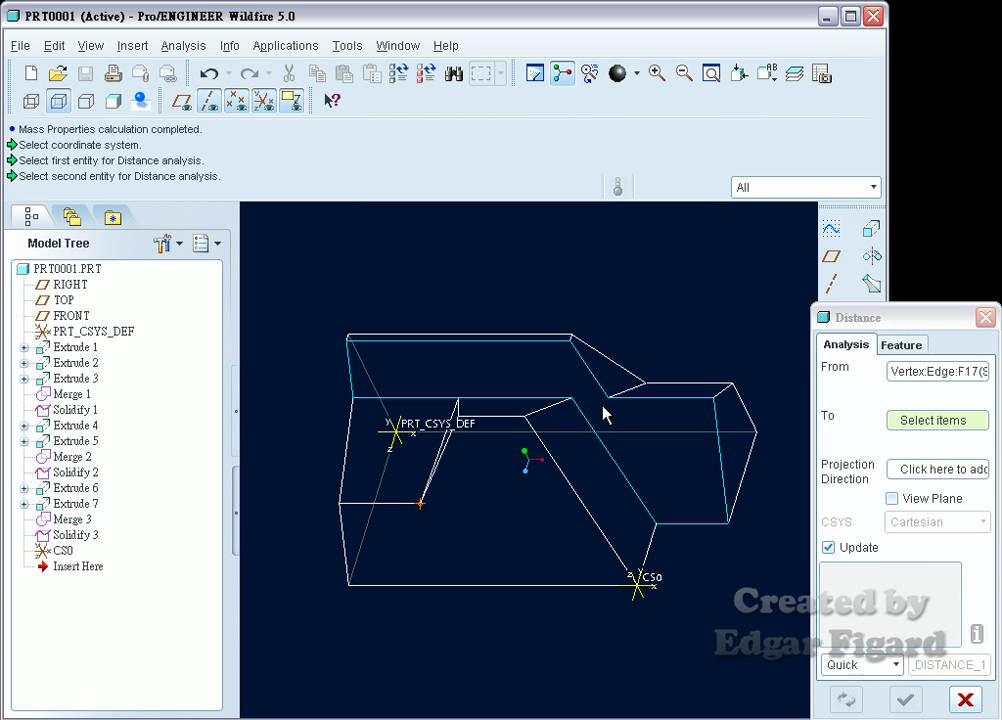 PRT0001 (Active) - Pro/ENGINEER Wildfire 5.0
File Edit View Insert Analysis Info Applications Tools Window Help
Mass Properties calculation completed.
Select coordinate system.
Select first entity for Distance analysis.
Select second entity for Distance analysis.
All
Model Tree
PRT0001.PRT
RIGHT
TOP
FRONT
PRT_CSYS_DEF
Extrude 1
Extrude 2
Extrude 3
Merge 1
Solidify 1
Extrude 4
Extrude 5
Merge 2
Solidify 2
Extrude 6
Extrude 7
Merge 3
Solidify 3
CS0
Insert Here
y PRT_CSYS_DEF
x
z
z y CS0
x
Distance
Analysis Feature
From Vertex:Edge:F17(S
To Select items
Projection Direction Click here to add
View Plane
CSYS Cartesian
Update
Quick _DISTANCE_1
Created by
Edgar Figard